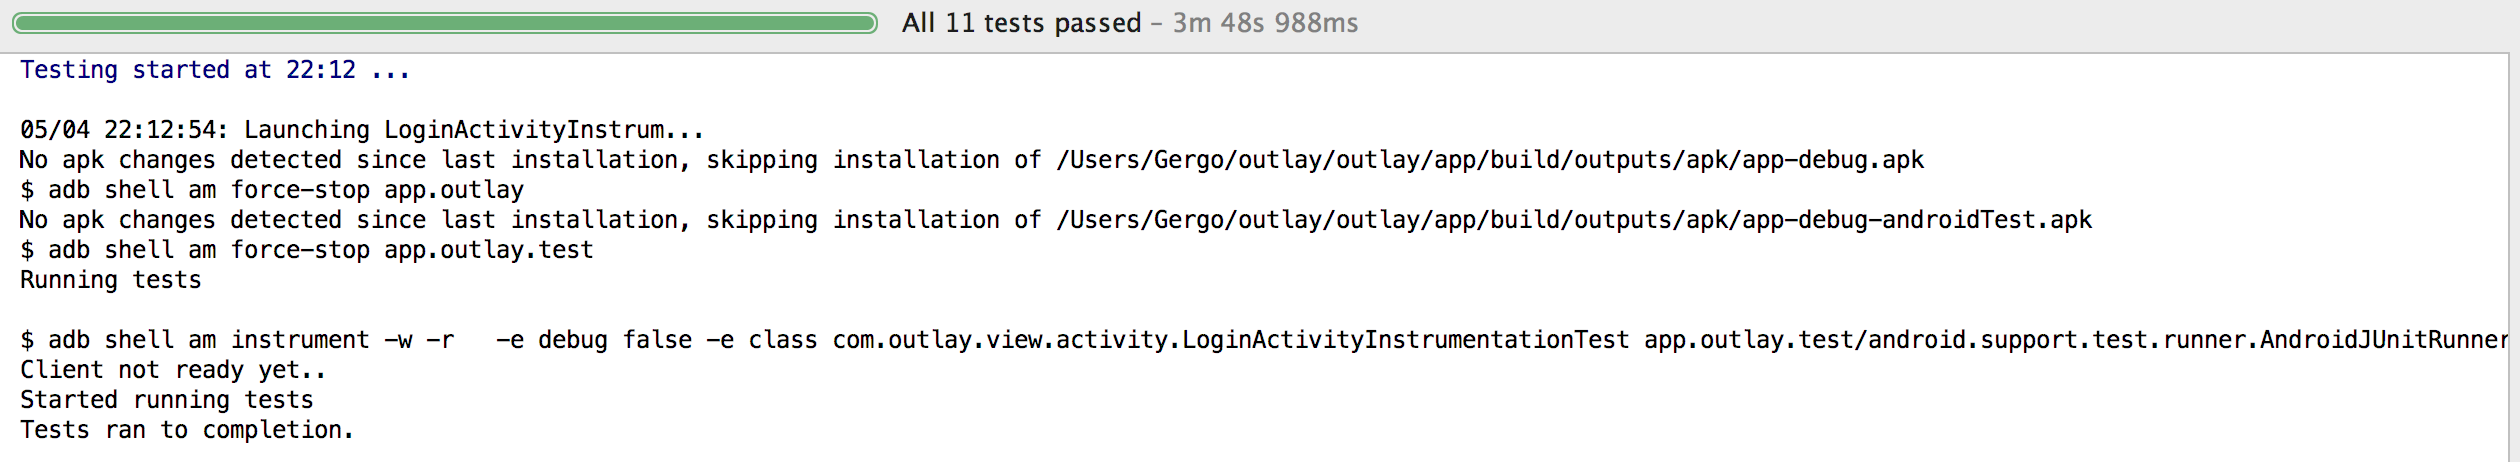 All 11 tests passed – 3m 48s 988ms
Testing started at 22:12 ...
05/04 22:12:54: Launching LoginActivityInstrum...
No apk changes detected since last installation, skipping installation of /Users/Gergo/outlay/outlay/app/build/outputs/apk/app-debug.apk
$ adb shell am force-stop app.outlay
No apk changes detected since last installation, skipping installation of /Users/Gergo/outlay/outlay/app/build/outputs/apk/app-debug-androidTest.apk
$ adb shell am force-stop app.outlay.test
Running tests
$ adb shell am instrument -w -r   -e debug false -e class com.outlay.view.activity.LoginActivityInstrumentationTest app.outlay.test/android.support.test.runner.AndroidJUnitRunner
Client not ready yet..
Started running tests
Tests ran to completion.